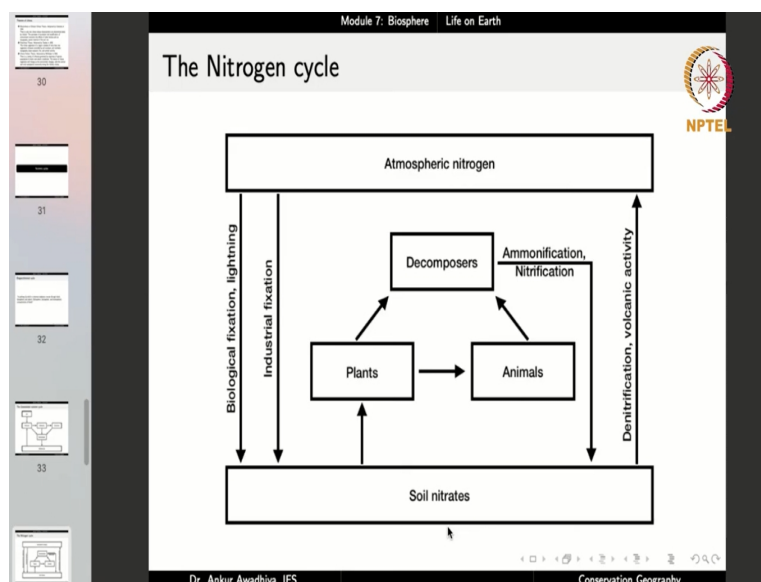 Module 7: Biosphere Life on Earth
The Nitrogen cycle
NPTEL
Atmospheric nitrogen
Biological fixation, lightning
Industrial fixation
Decomposers
Ammonification,
Nitrification
Denitrification, volcanic activity
Plants
Animals
Soil nitrates
Dr. Ankur Awadhiya, IFS
Conservation Geography
30
31
32
33